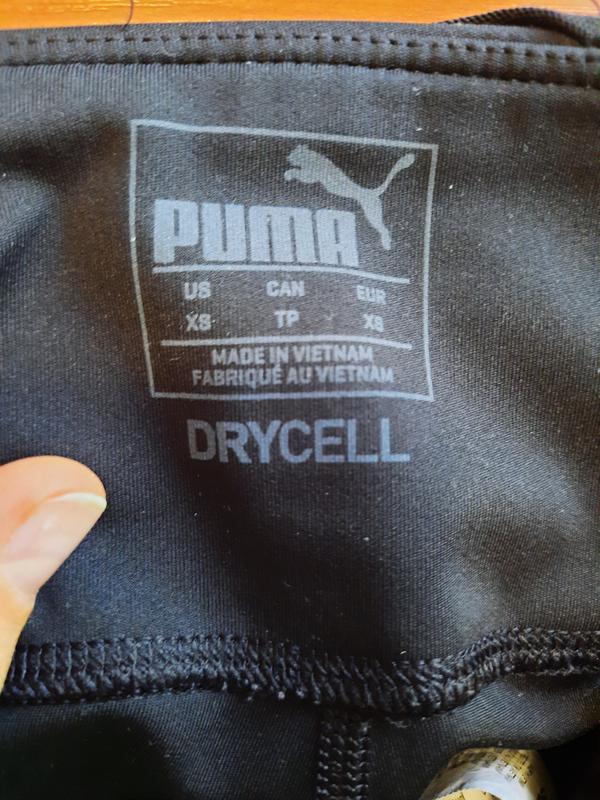 PUMA
US CAN EUR
XS TP XS
MADE IN VIETNAM
FABRIQUÉ AU VIETNAM
DRYCELL